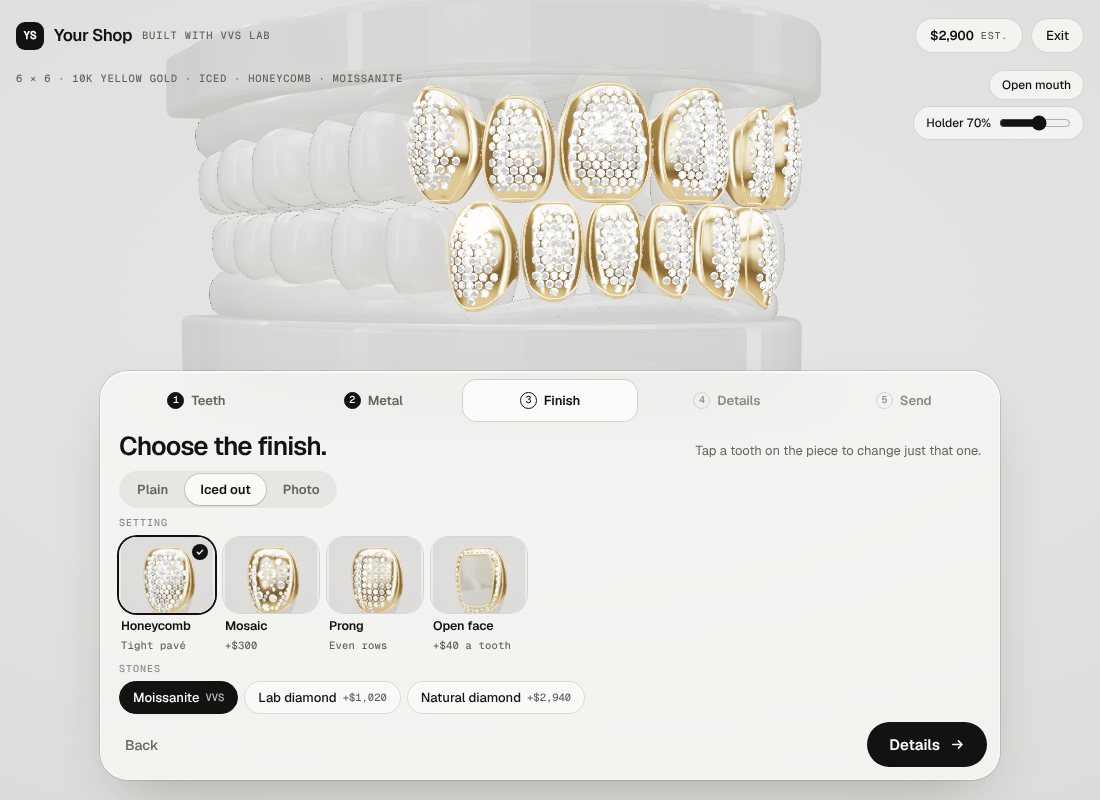 YS Your Shop BUILT WITH VVS LAB
$2,900 EST. Exit
6 × 6 · 10K YELLOW GOLD · ICED · HONEYCOMB · MOISSANITE
Open mouth
Holder 70%
1 Teeth 2 Metal 3 Finish 4 Details 5 Send
Choose the finish.
Tap a tooth on the piece to change just that one.
Plain Iced out Photo
SETTING
Honeycomb Mosaic Prong Open face
Tight pavé +$300 Even rows +$40 a tooth
STONES
Moissanite VVS Lab diamond +$1,020 Natural diamond +$2,940
Back Details →